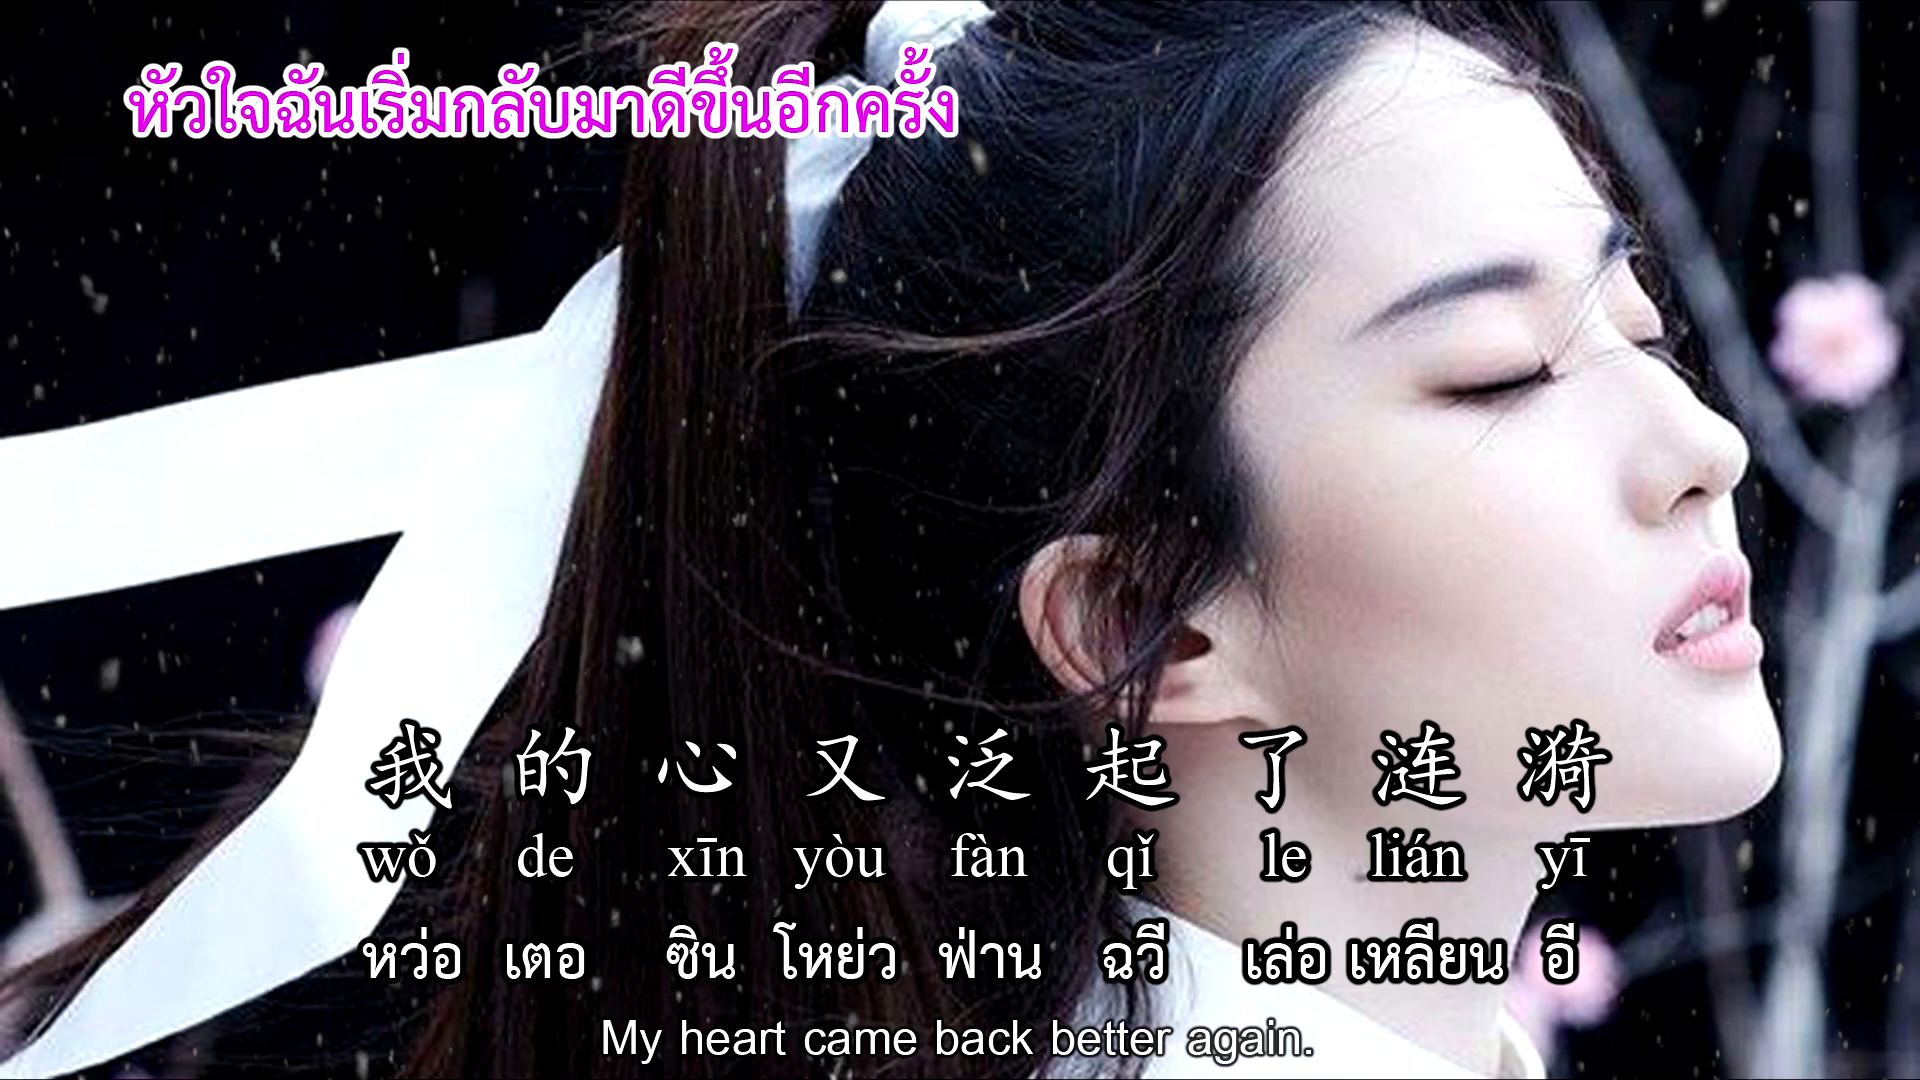 หัวใจฉันเริ่มกลับมาดีขึ้นอีกครั้ง
我 的 心 又 泛 起 了 涟 漪
wǒ de xīn yòu fàn qǐ le lián yī
หว่อ เตอ ซิน โหย่ว ฟ่าน ฉวี เล่อ เหลียน อี
My heart came back better again.